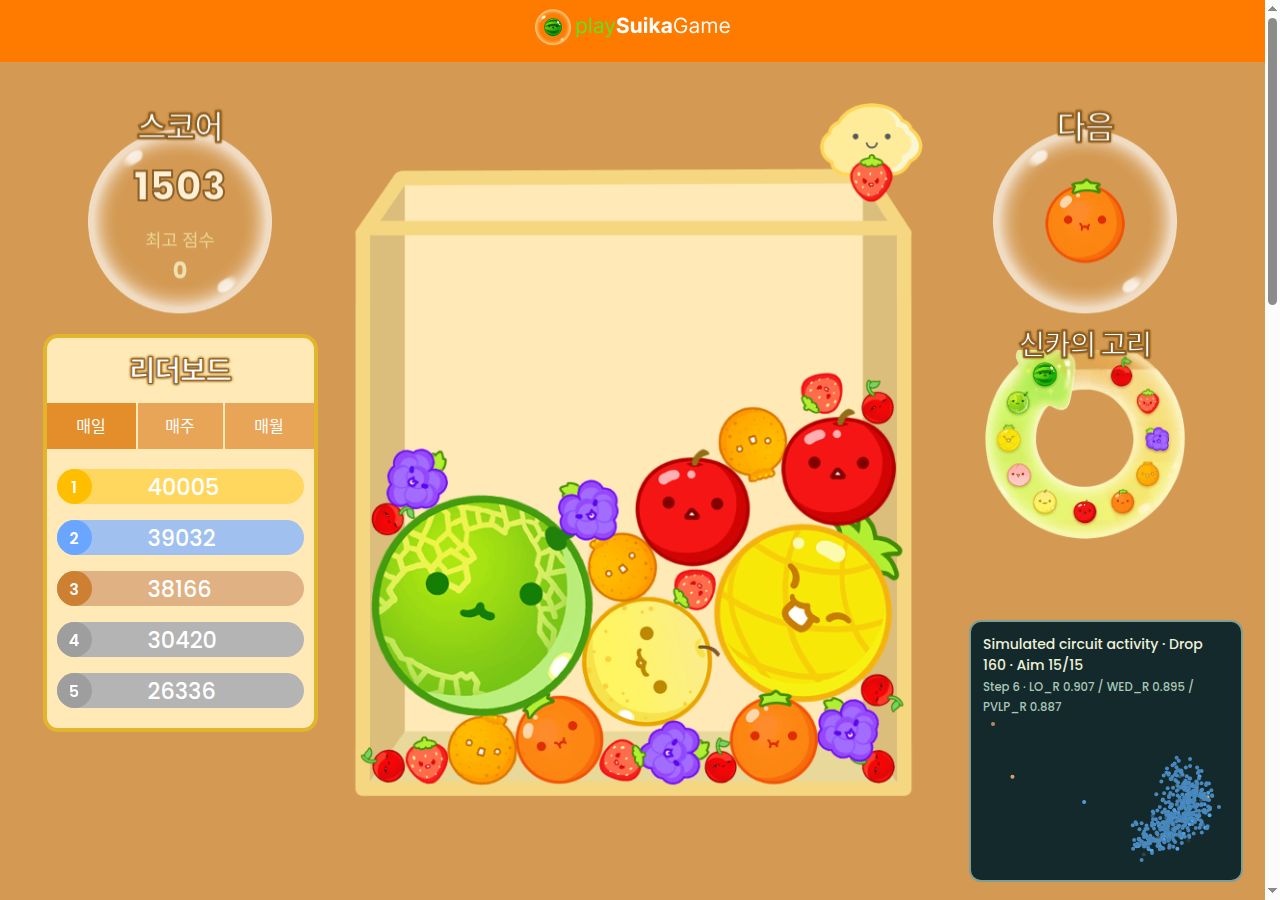 playSuikaGame
스코어
1503
최고 점수
0
리더보드
매일 매주 매월
1 40005
2 39032
3 38166
4 30420
5 26336
다음
신카의 고리
Simulated circuit activity · Drop
160 · Aim 15/15
Step 6 · LO_R 0.907 / WED_R 0.895 /
PVLP_R 0.887